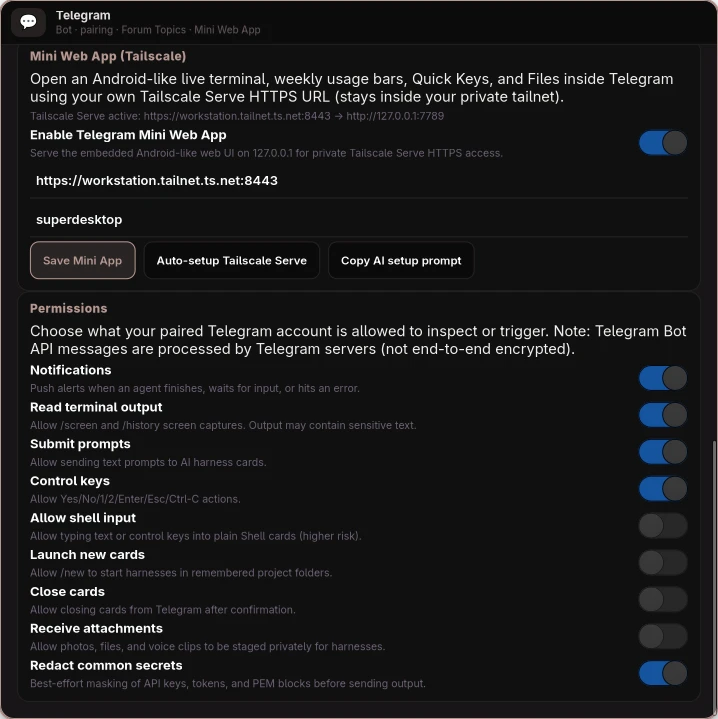 Telegram
Bot · pairing · Forum Topics · Mini Web App
Mini Web App (Tailscale)
Open an Android-like live terminal, weekly usage bars, Quick Keys, and Files inside Telegram
using your own Tailscale Serve HTTPS URL (stays inside your private tailnet).
Tailscale Serve active: https://workstation.tailnet.ts.net:8443 → http://127.0.0.1:7789
Enable Telegram Mini Web App
Serve the embedded Android-like web UI on 127.0.0.1 for private Tailscale Serve HTTPS access.
https://workstation.tailnet.ts.net:8443
superdesktop
Save Mini App
Auto-setup Tailscale Serve
Copy AI setup prompt
Permissions
Choose what your paired Telegram account is allowed to inspect or trigger. Note: Telegram Bot
API messages are processed by Telegram servers (not end-to-end encrypted).
Notifications
Push alerts when an agent finishes, waits for input, or hits an error.
Read terminal output
Allow /screen and /history screen captures. Output may contain sensitive text.
Submit prompts
Allow sending text prompts to AI harness cards.
Control keys
Allow Yes/No/1/2/Enter/Esc/Ctrl-C actions.
Allow shell input
Allow typing text or control keys into plain Shell cards (higher risk).
Launch new cards
Allow /new to start harnesses in remembered project folders.
Close cards
Allow closing cards from Telegram after confirmation.
Receive attachments
Allow photos, files, and voice clips to be staged privately for harnesses.
Redact common secrets
Best-effort masking of API keys, tokens, and PEM blocks before sending output.